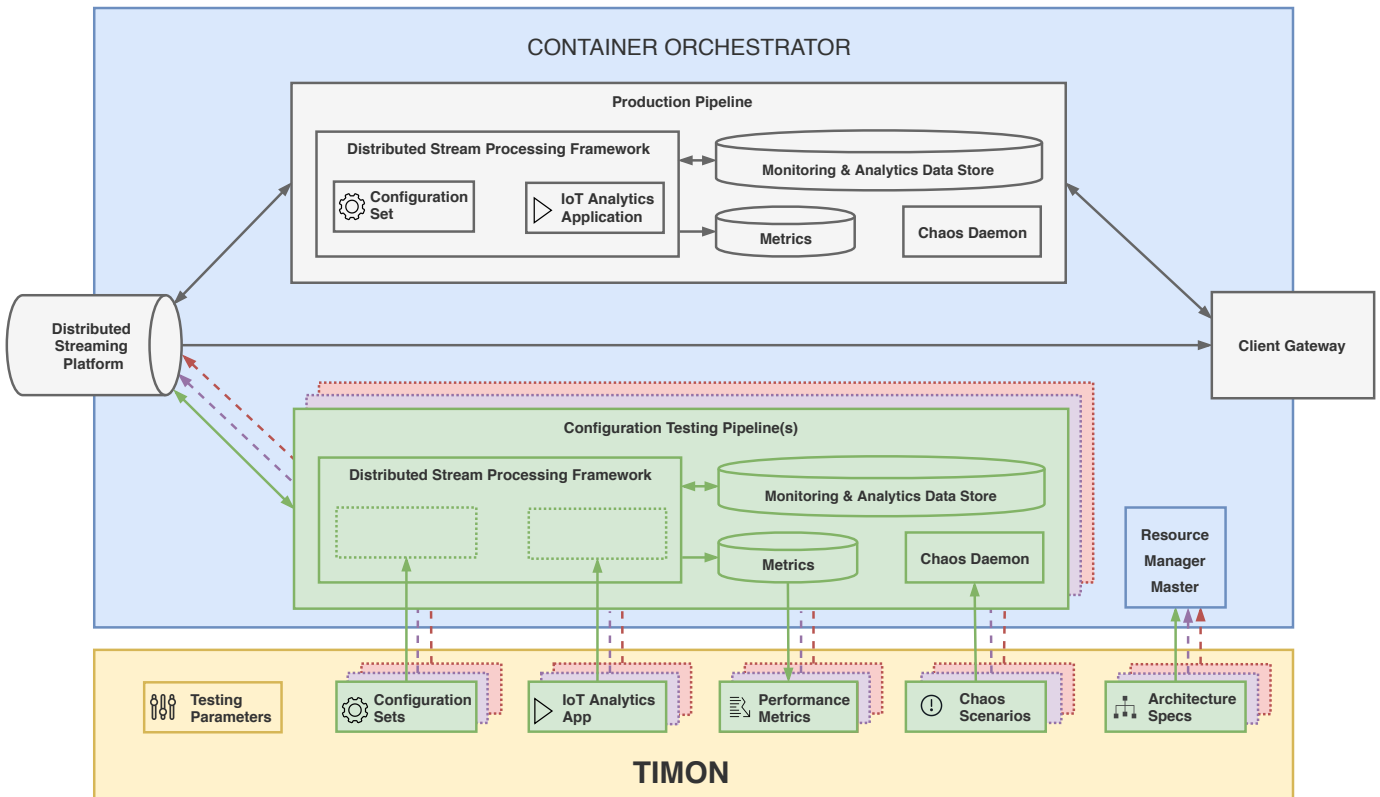 CONTAINER ORCHESTRATOR
Production Pipeline
Distributed Stream Processing Framework
Configuration
Set
IoT Analytics
Application
Monitoring & Analytics Data Store
Metrics
Chaos Daemon
Distributed
Streaming
Platform
Client Gateway
Configuration Testing Pipeline(s)
Distributed Stream Processing Framework
Monitoring & Analytics Data Store
Metrics
Chaos Daemon
Resource
Manager
Master
Testing
Parameters
Configuration
Sets
IoT Analytics
App
Performance
Metrics
Chaos
Scenarios
Architecture
Specs
TIMON